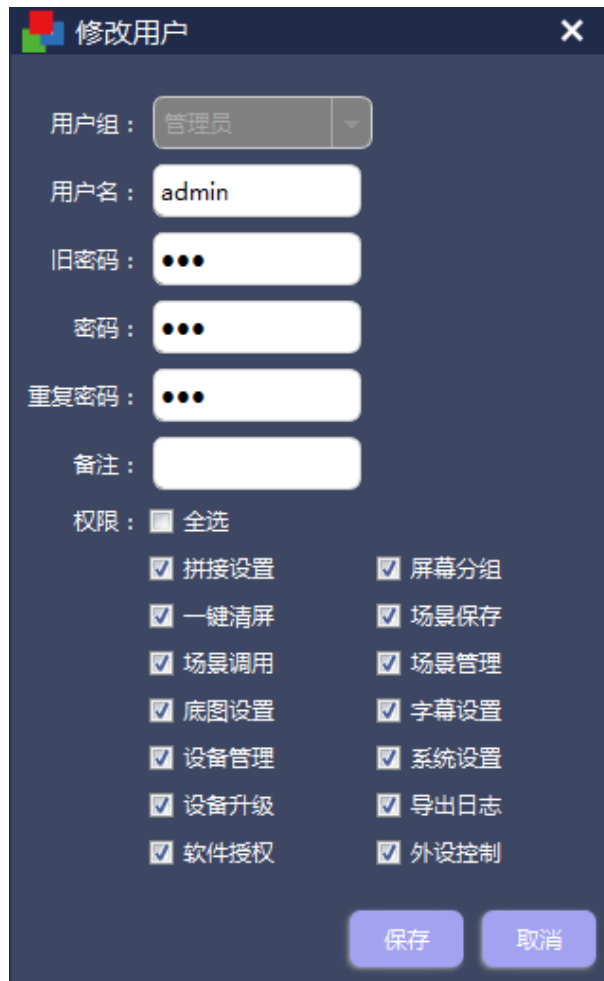 修改用户
用户组： 管理员
用户名： admin
旧密码： ●●●
密码： ●●●
重复密码： ●●●
备注：
权限： 全选
拼接设置 屏幕分组
一键清屏 场景保存
场景调用 场景管理
底图设置 字幕设置
设备管理 系统设置
设备升级 导出日志
软件授权 外设控制
保存 取消